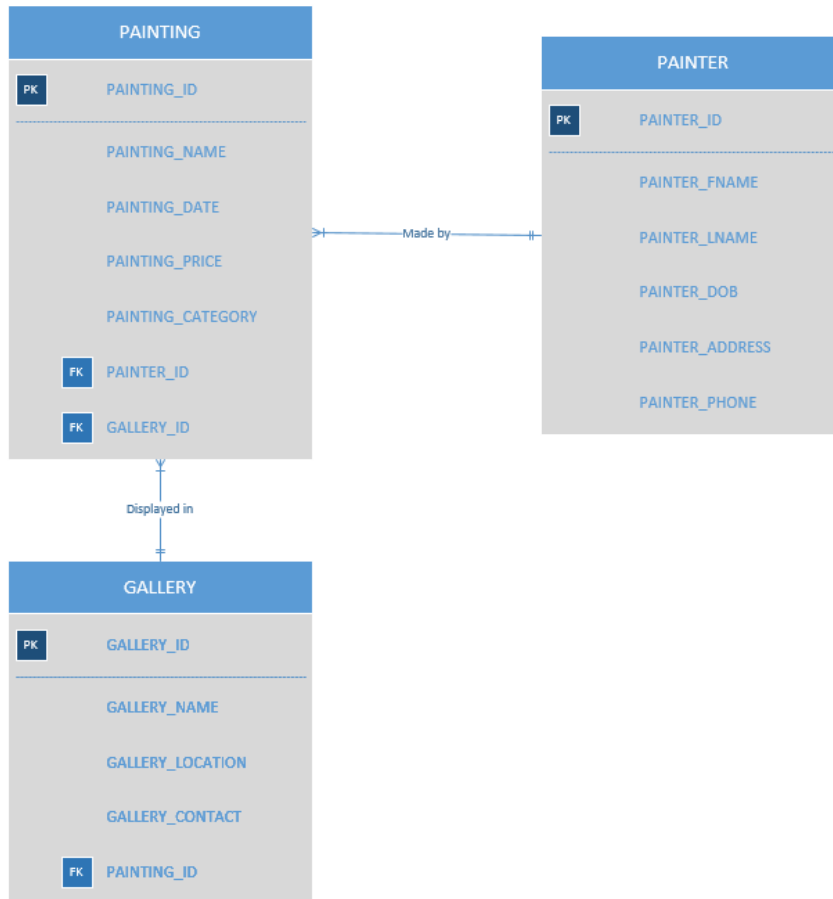 PAINTING
PK PAINTING_ID
PAINTING_NAME
PAINTING_DATE
PAINTING_PRICE
PAINTING_CATEGORY
FK PAINTER_ID
FK GALLERY_ID
Made by
PAINTER
PK PAINTER_ID
PAINTER_FNAME
PAINTER_LNAME
PAINTER_DOB
PAINTER_ADDRESS
PAINTER_PHONE
Displayed in
GALLERY
PK GALLERY_ID
GALLERY_NAME
GALLERY_LOCATION
GALLERY_CONTACT
FK PAINTING_ID